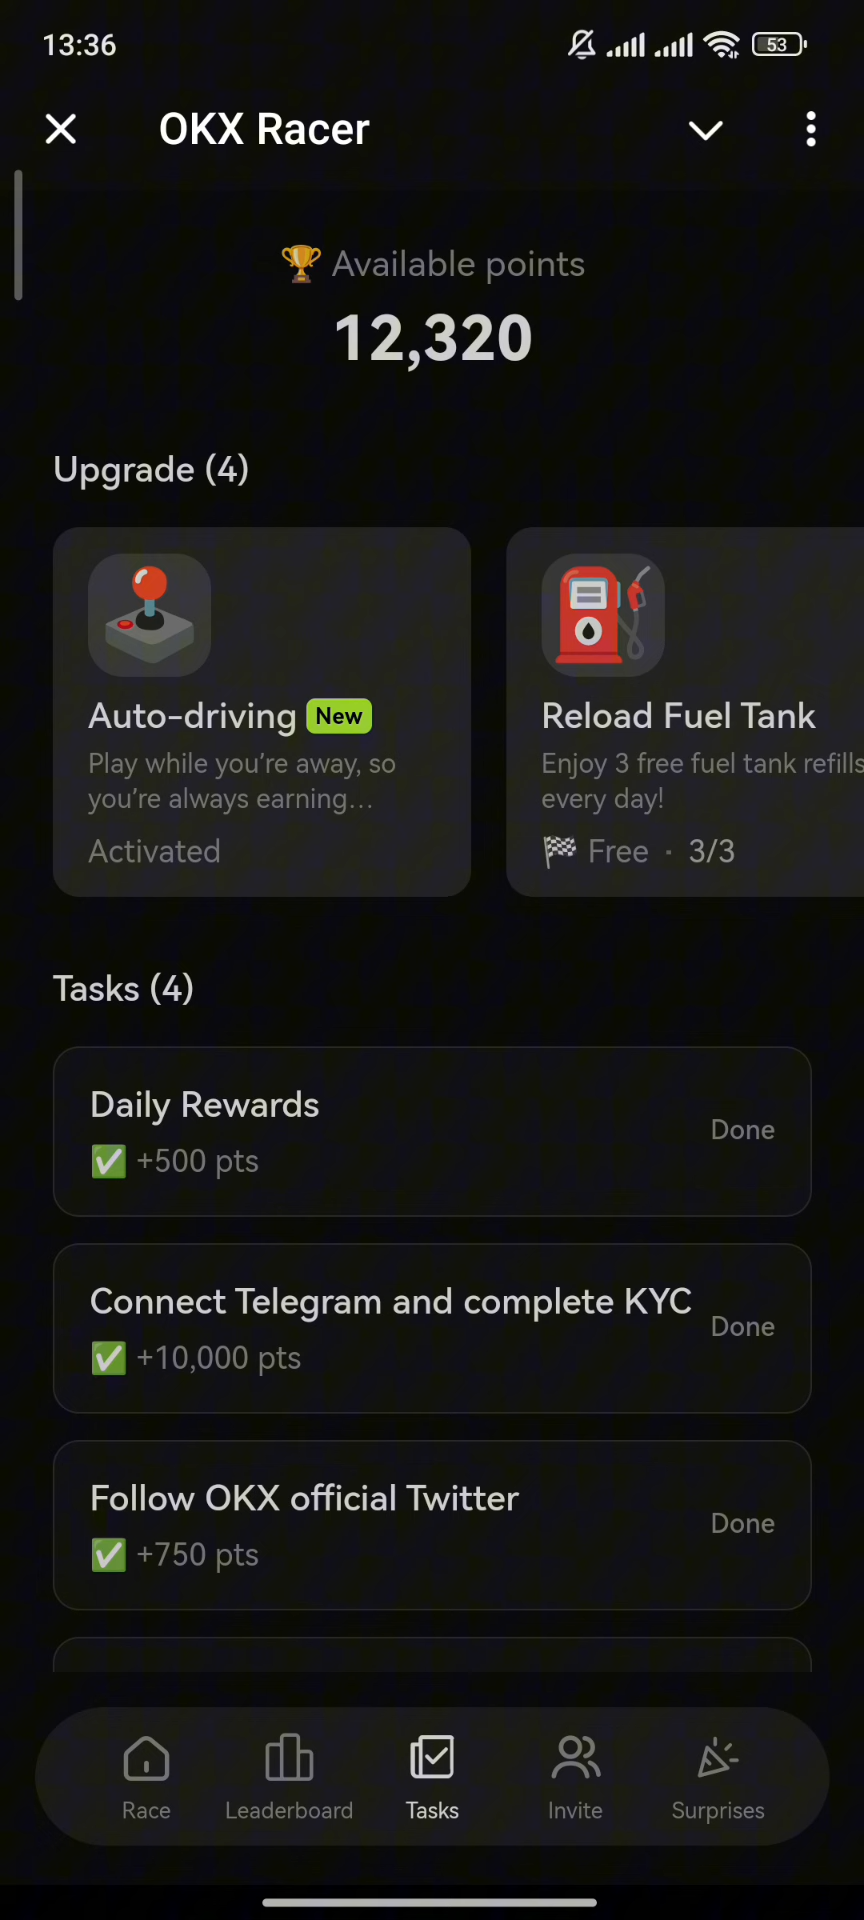 13:36
53
OKX Racer
Available points
12,320
Upgrade (4)
Auto-driving New
Play while you’re away, so
you’re always earning...
Activated
Reload Fuel Tank
Enjoy 3 free fuel tank refills
every day!
Free · 3/3
Tasks (4)
Daily Rewards
+500 pts
Done
Connect Telegram and complete KYC
+10,000 pts
Done
Follow OKX official Twitter
+750 pts
Done
Race
Leaderboard
Tasks
Invite
Surprises